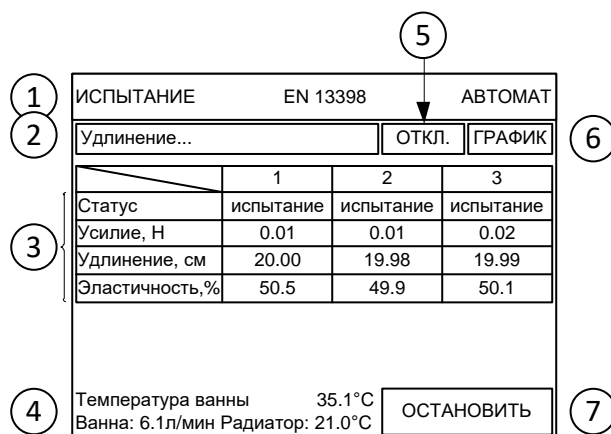 5
1 ИСПЫТАНИЕ EN 13398 АВТОМАТ
2 Удлинение... ОТКЛ. ГРАФИК 6
1 2 3
Статус испытание испытание испытание
Усилие, Н 0.01 0.01 0.02
3 Удлинение, см 20.00 19.98 19.99
Эластичность,% 50.5 49.9 50.1
Температура ванны 35.1°C
4 ОСТАНОВИТЬ 7
Ванна: 6.1л/мин Радиатор: 21.0°C